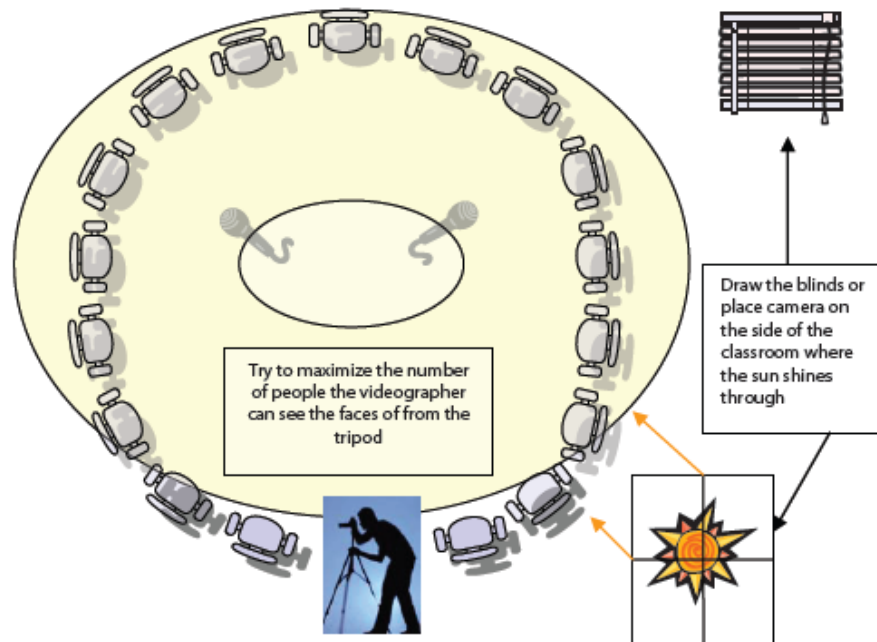 Draw the blinds or
place camera on
the side of the
classroom where
the sun shines
through
Try to maximize the number
of people the videographer
can see the faces of from the
tripod